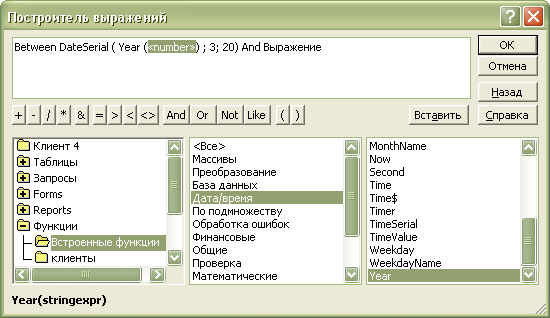 Построитель выражений
Between DateSerial ( Year («number») ; 3; 20) And Выражение
OK
Отмена
Назад
Справка
+ - / * & = > < <> And Or Not Like ( )
Вставить
Клиент 4
Таблицы
Запросы
Forms
Reports
Функции
Встроенные функции
клиенты
<Все>
Массивы
Преобразование
База данных
Дата/время
По подмножеству
Обработка ошибок
Финансовые
Общие
Проверка
Математические
MonthName
Now
Second
Time
Time$
Timer
TimeSerial
TimeValue
Weekday
WeekdayName
Year
Year(stringexpr)